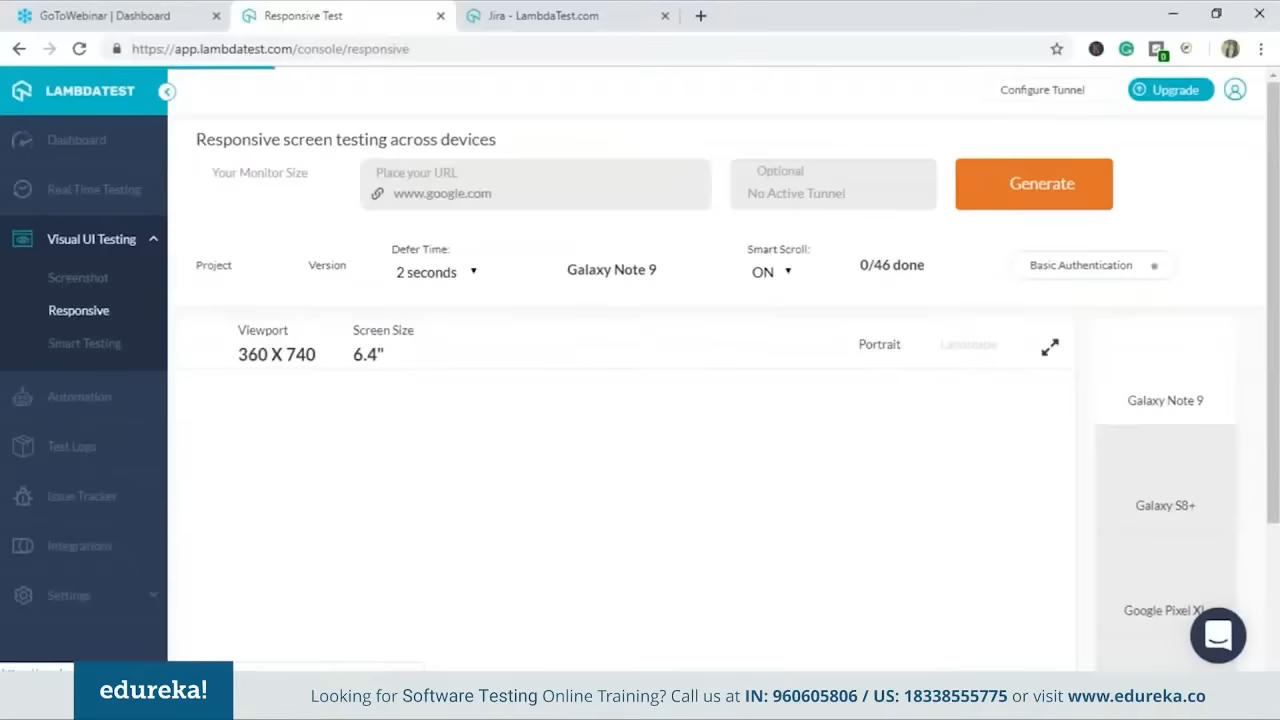 GoToWebinar | Dashboard
Responsive Test
Jira - LambdaTest.com
https://app.lambdatest.com/console/responsive
0
LAMBDATEST
Configure Tunnel
Upgrade
Dashboard
Real Time Testing
Visual UI Testing
Screenshot
Responsive
Smart Testing
Automation
Test Logs
Issue Tracker
Integrations
Settings
Responsive screen testing across devices
Your Monitor Size
Place your URL
www.google.com
Optional
No Active Tunnel
Generate
Project
Version
Defer Time:
2 seconds
Galaxy Note 9
Smart Scroll:
ON
0/46 done
Basic Authentication
Viewport
360 X 740
Screen Size
6.4"
Portrait
Landscape
Galaxy Note 9
Galaxy S8+
Google Pixel XL
edureka!
Looking for Software Testing Online Training? Call us at IN: 960605806 / US: 18338555775 or visit www.edureka.co